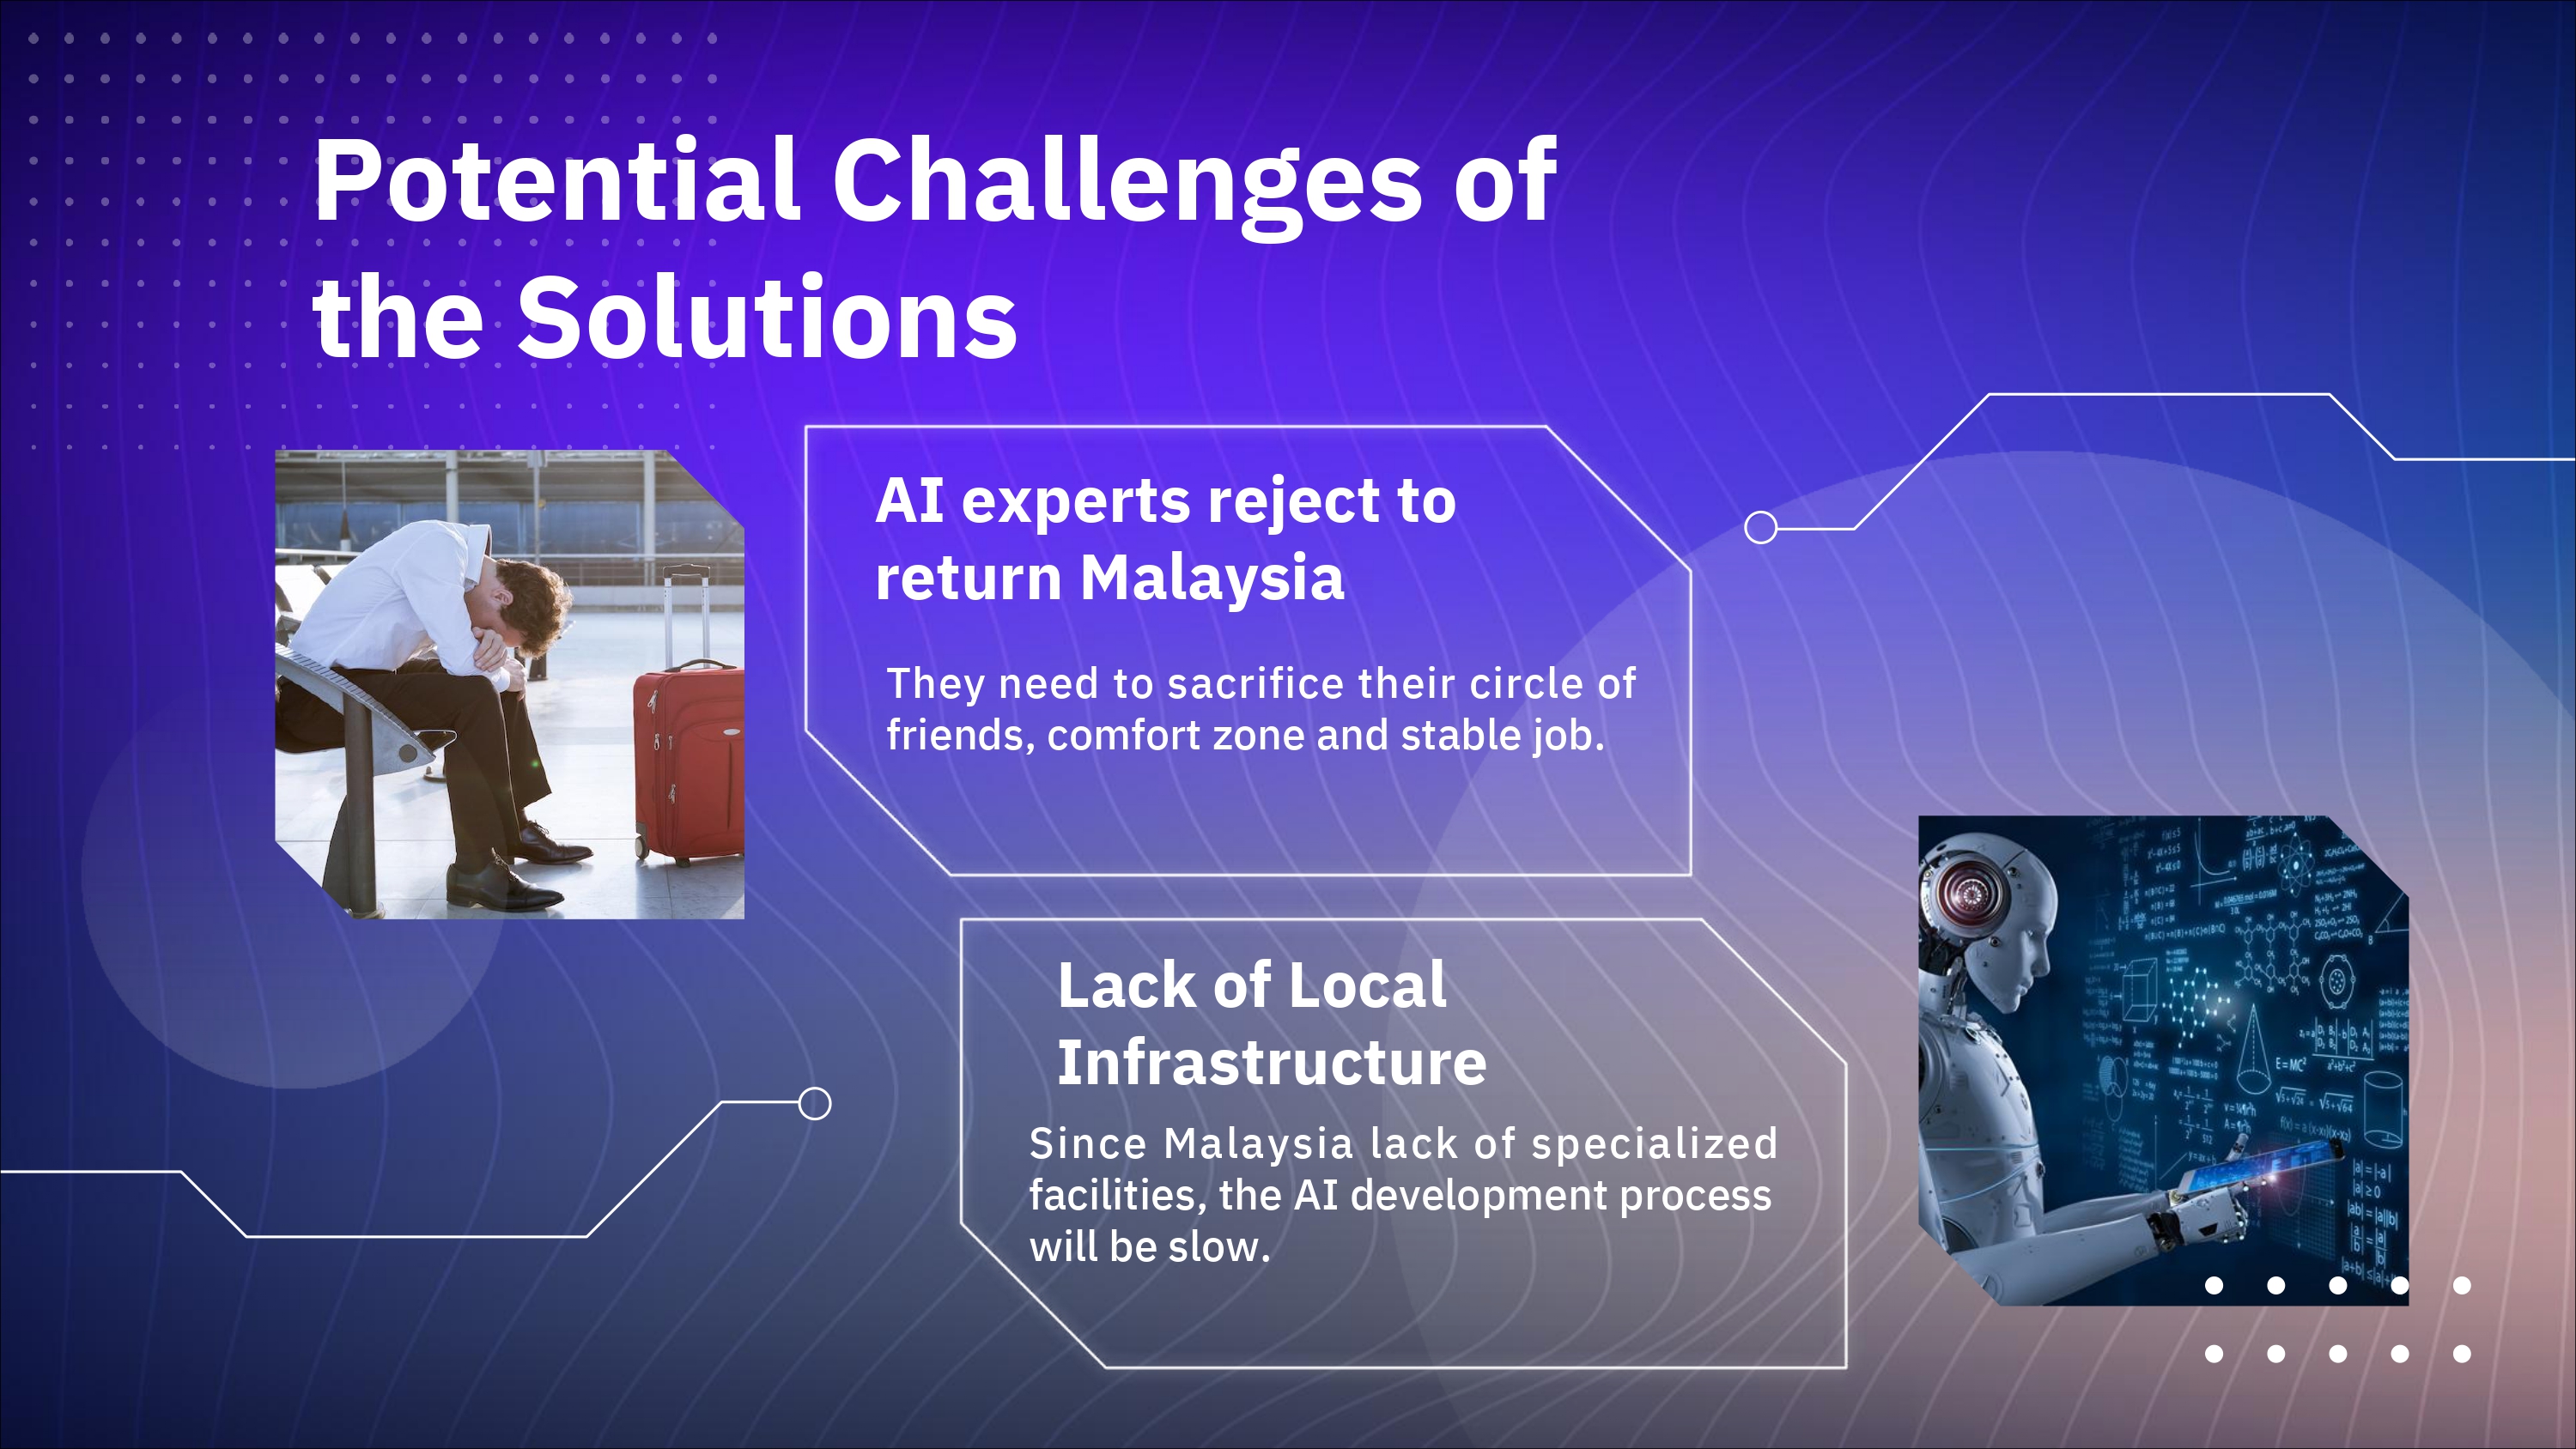 Potential Challenges of
the Solutions
AI experts reject to
return Malaysia
They need to sacrifice their circle of
friends, comfort zone and stable job.
Lack of Local
Infrastructure
Since Malaysia lack of specialized
facilities, the AI development process
will be slow.
E=MC²